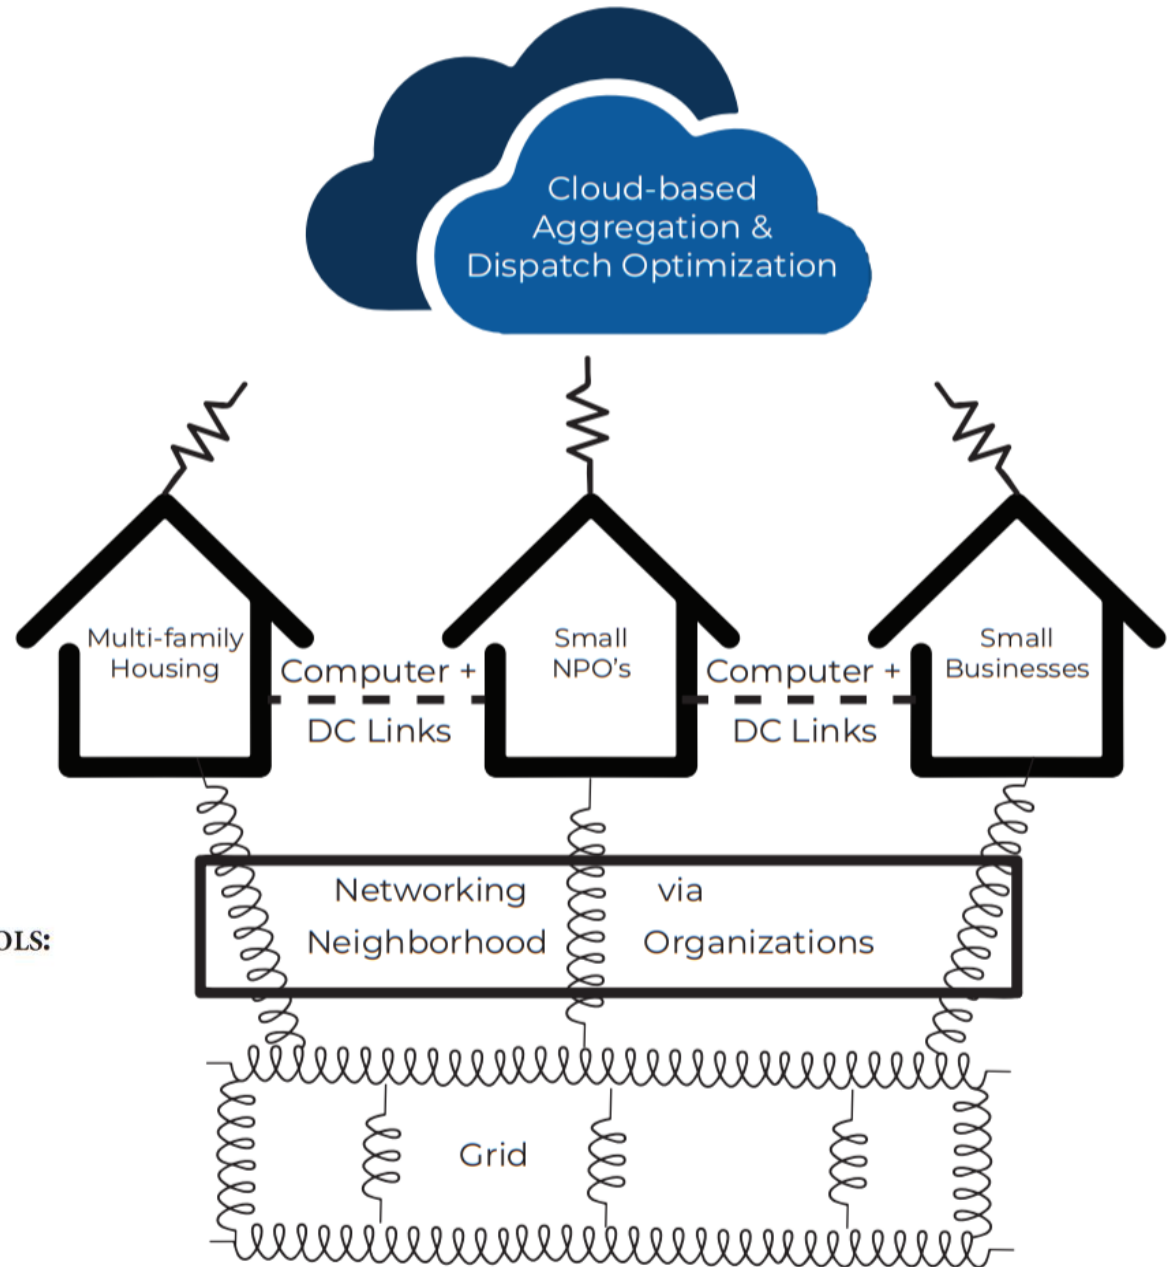 Cloud-based
Aggregation &
Dispatch Optimization
Multi-family
Housing
Computer +
DC Links
Small
NPO's
Computer +
DC Links
Small
Businesses
Networking via
Neighborhood Organizations
OLS:
Grid